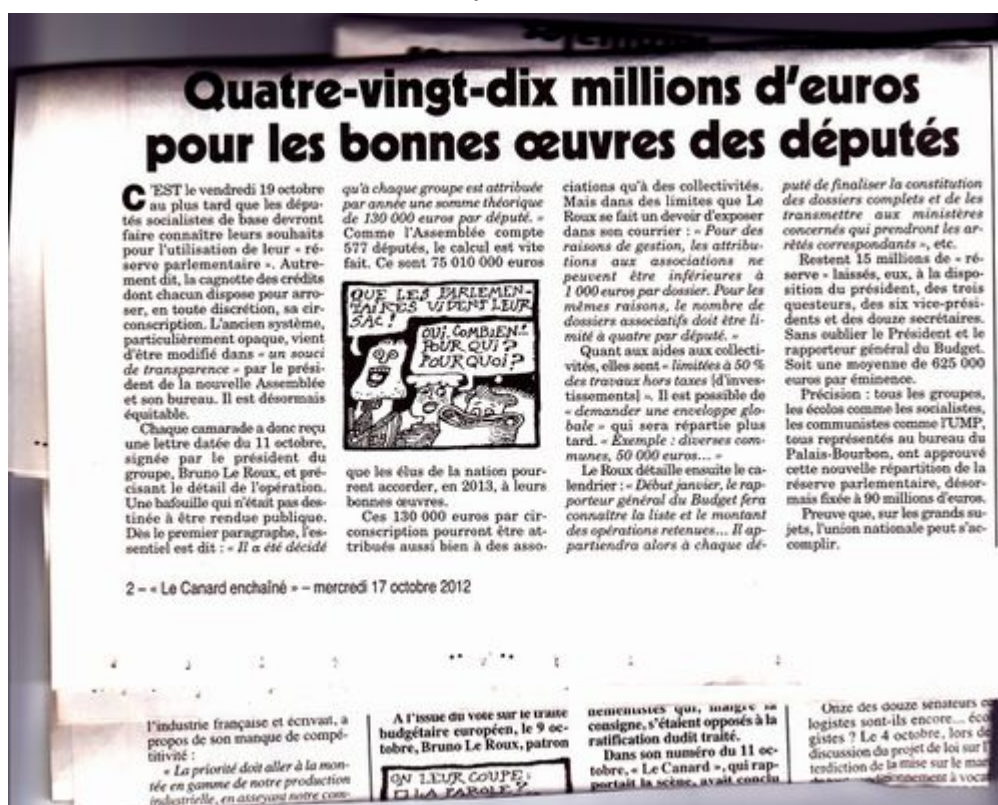 Quatre-vingt-dix millions d'euros
pour les bonnes œuvres des députés
C'EST le vendredi 19 octobre
au plus tard que les dépu-
tés socialistes de base devront
faire connaître leurs souhaits
pour l'utilisation de leur « ré-
serve parlementaire ». Autre-
ment dit, la cagnotte des crédits
dont chacun dispose pour arro-
ser, en toute discrétion, sa cir-
conscription. L'ancien système,
particulièrement opaque, vient
d'être modifié dans « un souci
de transparence » par le prési-
dent de la nouvelle Assemblée
et son bureau. Il est désormais
équitable.
Chaque camarade a donc reçu
une lettre datée du 11 octobre,
signée par le président du
groupe, Bruno Le Roux, et pré-
cisant le détail de l'opération.
Une bafouille qui n'était pas des-
tinée à être rendue publique.
Dès le premier paragraphe, l'es-
sentiel est dit : « Il a été décidé
qu'à chaque groupe est attribuée
par année une somme théorique
de 130 000 euros par député. »
Comme l'Assemblée compte
577 députés, le calcul est vite
fait. Ce sont 75 010 000 euros
QUE LES PARLEMEN-
TAIRES VIDENT LEUR
SAC !
OUI, COMBIEN ?
POUR QUI ?
POURQUOI ?
que les élus de la nation pour-
ront accorder, en 2013, à leurs
bonnes œuvres.
Ces 130 000 euros par cir-
conscription pourront être at-
tribués aussi bien à des asso-
ciations qu'à des collectivités.
Mais dans des limites que Le
Roux se fait un devoir d'exposer
dans son courrier : « Pour des
raisons de gestion, les attribu-
tions aux associations ne
peuvent être inférieures à
1 000 euros par dossier. Pour les
mêmes raisons, le nombre de
dossiers associatifs doit être li-
mité à quatre par député. »
Quant aux aides aux collecti-
vités, elles sont « limitées à 50 %
des travaux hors taxes [d'inves-
tissements] ». Il est possible de
« demander une enveloppe glo-
bale » qui sera répartie plus
tard. « Exemple : diverses com-
munes, 50 000 euros... »
Le Roux détaille ensuite le ca-
lendrier : « Début janvier, le rap-
porteur général du Budget fera
connaître la liste et le montant
des opérations retenues... Il ap-
partiendra alors à chaque dé-
puté de finaliser la constitution
des dossiers complets et de les
transmettre aux ministères
concernés qui prendront les ar-
rêtés correspondants », etc.
Restent 15 millions de « ré-
serve » laissés, eux, à la dispo-
sition du président, des trois
questeurs, des six vice-prési-
dents et des douze secrétaires.
Sans oublier le Président et le
rapporteur général du Budget.
Soit une moyenne de 625 000
euros par éminence.
Précision : tous les groupes,
les écolos comme les socialistes,
les communistes comme l'UMP,
tous représentés au bureau du
Palais-Bourbon, ont approuvé
cette nouvelle répartition de la
réserve parlementaire, désor-
mais fixée à 90 millions d'euros.
Preuve que, sur les grands su-
jets, l'union nationale peut s'ac-
complir.
2 – « Le Canard enchaîné » – mercredi 17 octobre 2012
l'industrie française et écrivait, à
propos de son manque de compé-
titivité :
« La priorité doit aller à la mon-
tée en gamme de notre production
industrielle, en asseyant notre com-
A l'issue du vote sur le traité
budgétaire européen, le 9 oc-
tobre, Bruno Le Roux, patron
ON LEUR COUPE
LA PAROLE ?
nementistes qui, malgré la
consigne, s'étaient opposés à la
ratification dudit traité.
Dans son numéro du 11 oc-
tobre, « Le Canard », qui rap-
portait la scène, avait conclu
Onze des douze sénateurs
logistes sont-ils encore... éco
gistes ? Le 4 octobre, lors de
discussion du projet de loi sur l'
terdiction de la mise sur le mar
à vocat